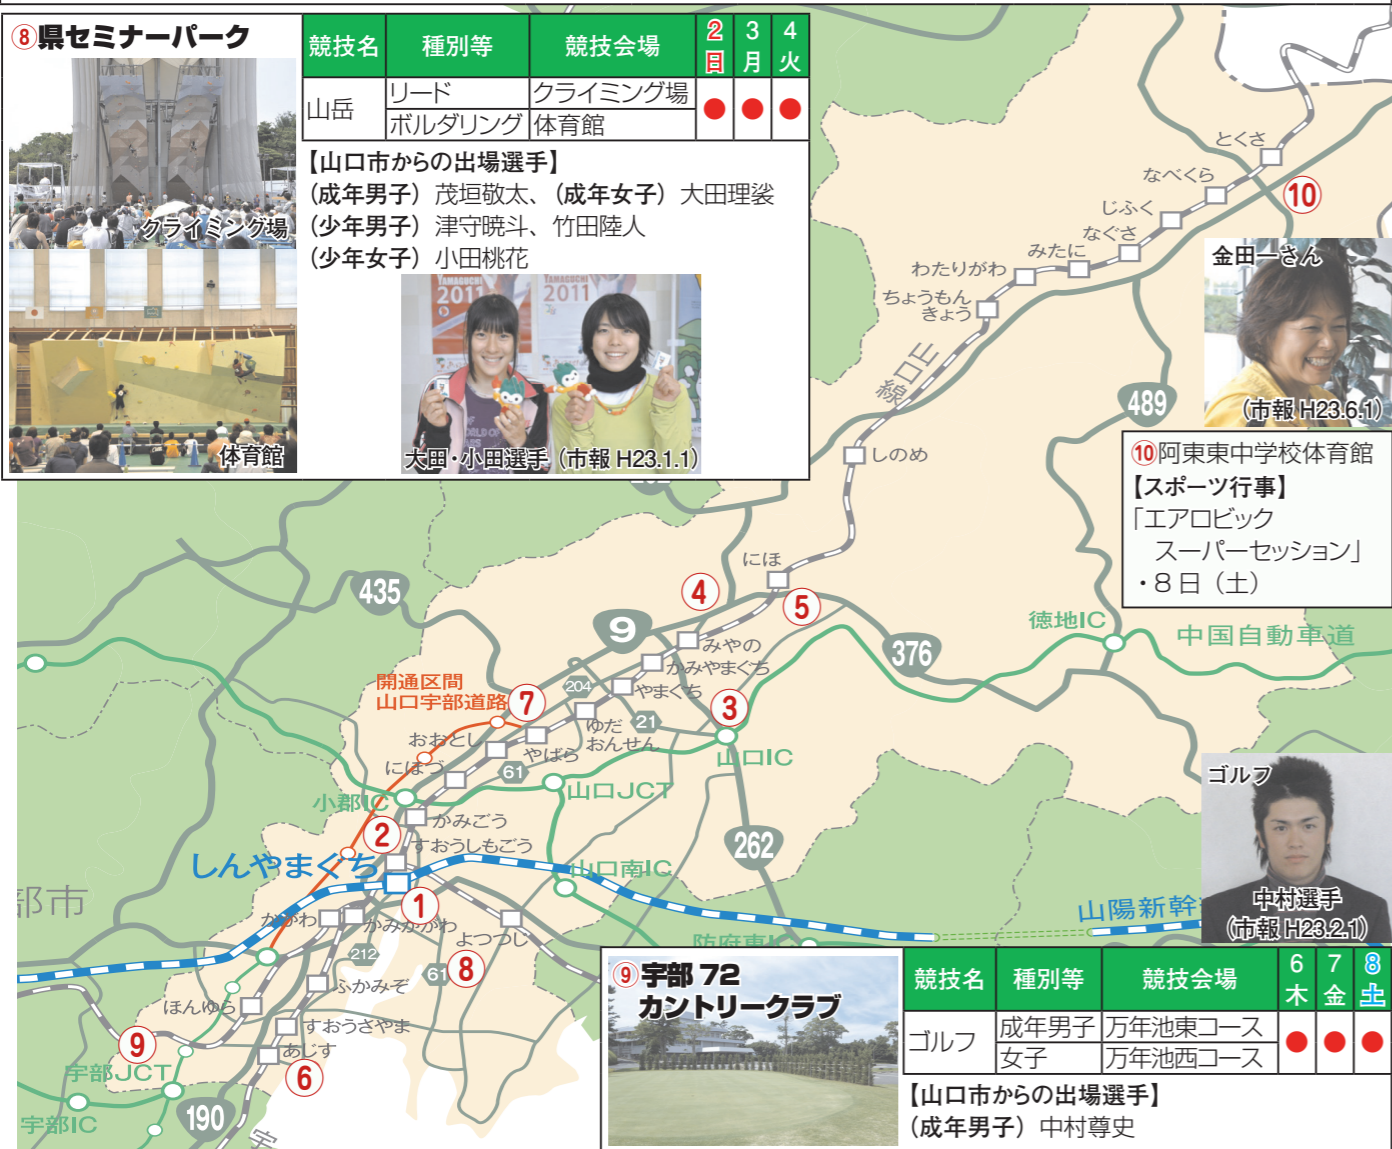 ⑧県セミナーパーク
クライミング場
体育館
競技名 種別等 競技会場 2日 3月 4火
山岳 リード クライミング場 ● ● ●
ボルダリング 体育館
【山口市からの出場選手】
(成年男子) 茂垣敬太、(成年女子) 大田理裟
(少年男子) 津守暁斗、竹田陸人
(少年女子) 小田桃花
YAMAGUCHI 2011
YAMAGUCHI 2011
大田・小田選手 (市報 H23.1.1)
とくさ
なべくら
⑩
じふく
なぐさ
みたに
わたりがわ
ちょうもん
きょう
金田一さん
(市報 H23.6.1)
山口線
489
しのめ
⑩阿東東中学校体育館
【スポーツ行事】
「エアロビック
スーパーセッション」
・8日(土)
にほ
435
④
⑤
9
徳地IC
中国自動車道
みやの
376
かみやまぐち
開通区間
山口宇部道路
204
やまぐち
⑦
③
ゆだ
おんせん
21
おおとし
やばら
山口IC
にほづ
61
山口JCT
小郡IC
かみごう
②
すおうしもごう
262
しんやまぐち
山口南IC
ゴルフ
中村選手
(市報 H23.2.1)
部市
①
かがわ
かみかがわ
よつつじ
山陽新幹
防府東IC
212
61
⑧
ふかみぞ
ほんゆら
すおうさやま
⑨
あじす
⑥
宇部JCT
宇部IC
190
宇
⑨宇部72
カントリークラブ
競技名 種別等 競技会場 6木 7金 8土
ゴルフ 成年男子 万年池東コース ● ● ●
女子 万年池西コース
【山口市からの出場選手】
(成年男子) 中村尊史